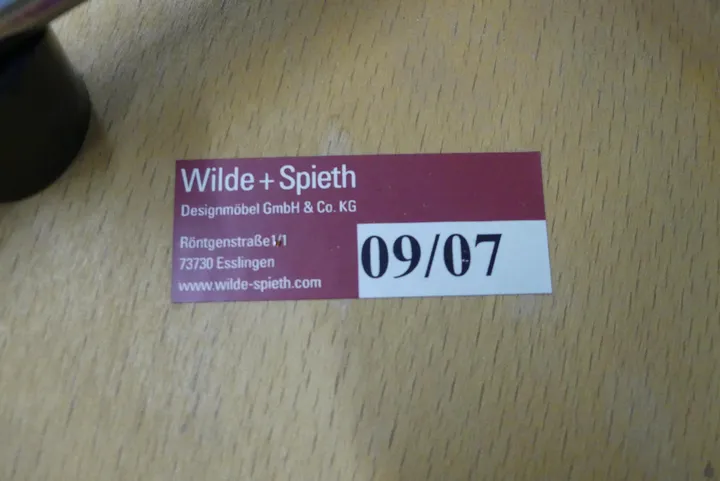 Wilde + Spieth
Designmöbel GmbH & Co. KG
Röntgenstraße 1/1
73730 Esslingen
www.wilde-spieth.com
09/07